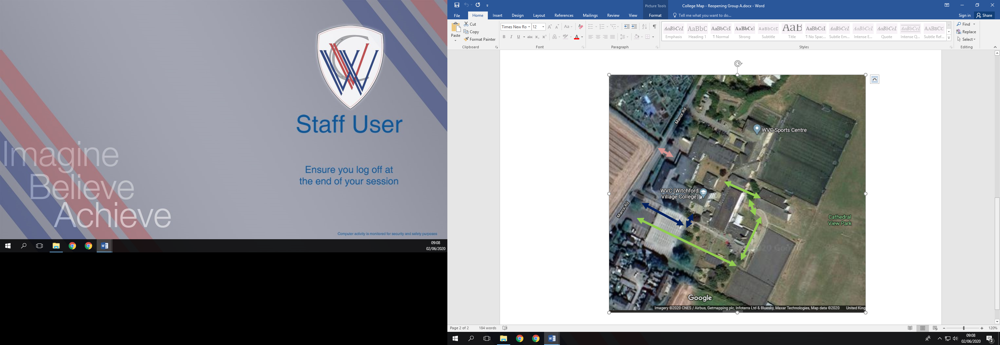 Imagine
Believe
Achieve
Staff User
Ensure you log off at
the end of your session
Computer activity is monitored for security and safety purposes
09:08
02/06/2020
Picture Tools
College Map - Reopening Group A.docx - Word
File
Home
Insert
Design
Layout
References
Mailings
Review
View
Format
Tell me what you want to do...
Sign in
Share
Paste
Cut
Copy
Format Painter
Clipboard
Times New Ro
12
Font
Paragraph
AaBbCcI
Emphasis
AaBbC
Heading 1
AaBbCcI
¶ Normal
AaBbCcI
Strong
AaBbCcD
Subtitle
AaB
Title
AaBbCcI
¶ No Spac...
AaBbCcI
Subtle Em...
AaBbCcI
Intense E...
AaBbCcI
Quote
AaBbCcI
Intense Q...
AABBCC
Subtle Ref...
Styles
Find
Replace
Select
Editing
Manor Rd
WVC Sports Centre
WVC (Witchford
Village College)
Manor Rd
Cathedral
View Park
Google
Imagery ©2020 CNES / Airbus, Getmapping plc, Infoterra Ltd & Bluesky, Maxar Technologies, Map data ©2020 United King
Page 2 of 2
184 words
120%
09:08
02/06/2020
2